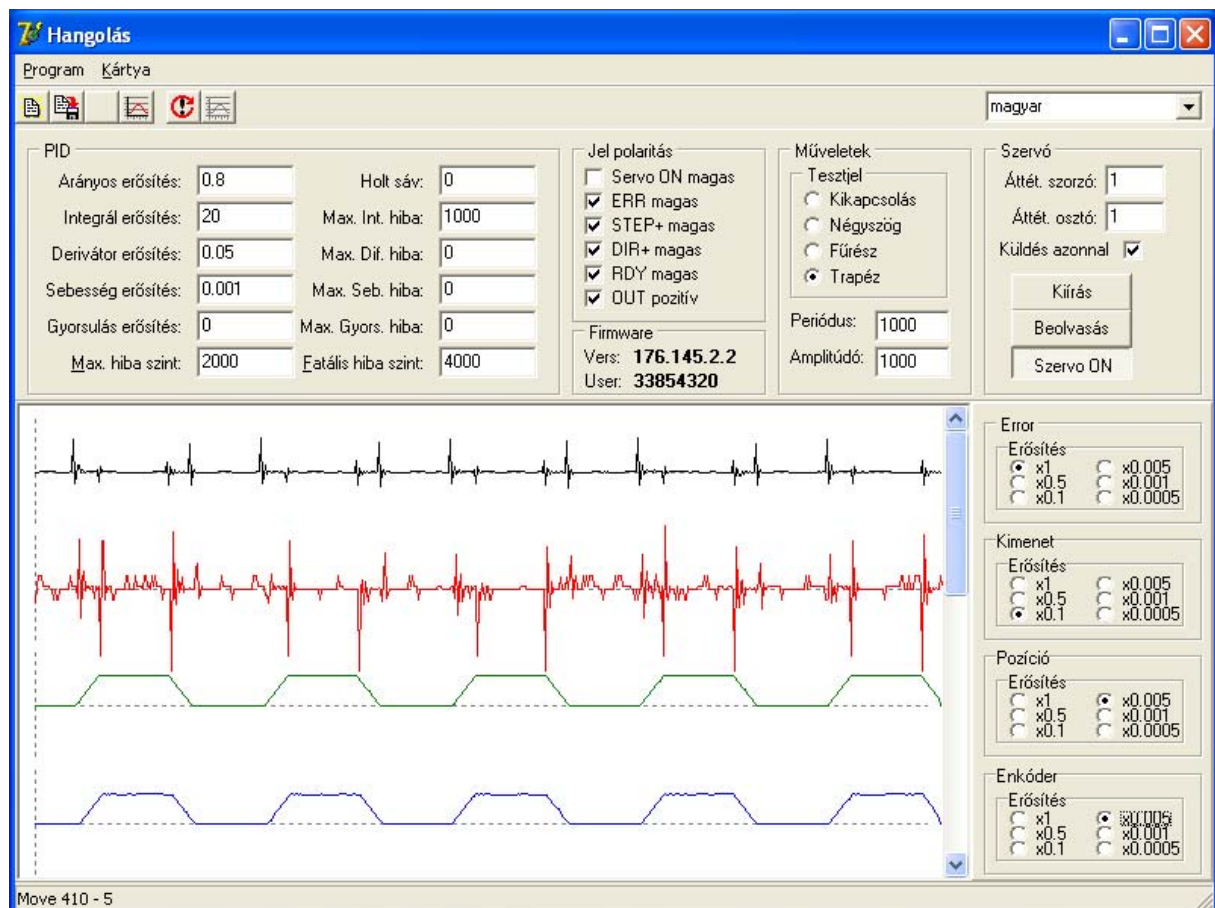 Hangolás
Program Kártya
magyar
PID
Arányos erősítés: 0.8
Integrál erősítés: 20
Derivátor erősítés: 0.05
Sebesség erősítés: 0.001
Gyorsulás erősítés: 0
Max. hiba szint: 2000
Holt sáv: 0
Max. Int. hiba: 1000
Max. Dif. hiba: 0
Max. Seb. hiba: 0
Max. Gyors. hiba: 0
Fatális hiba szint: 4000
Jel polaritás
Servo ON magas
ERR magas
STEP+ magas
DIR+ magas
RDY magas
OUT pozitív
Firmware
Vers: 176.145.2.2
User: 33854320
Műveletek
Tesztjel
Kikapcsolás
Négyszög
Fűrész
Trapéz
Periódus: 1000
Amplitúdó: 1000
Szervó
Áttét. szorzó: 1
Áttét. osztó: 1
Küldés azonnal
Kiírás
Beolvasás
Szervo ON
Error
Erősítés
x1 x0.005
x0.5 x0.001
x0.1 x0.0005
Kimenet
Erősítés
x1 x0.005
x0.5 x0.001
x0.1 x0.0005
Pozíció
Erősítés
x1 x0.005
x0.5 x0.001
x0.1 x0.0005
Enkóder
Erősítés
x1 x0.005
x0.5 x0.001
x0.1 x0.0005
Move 410 - 5